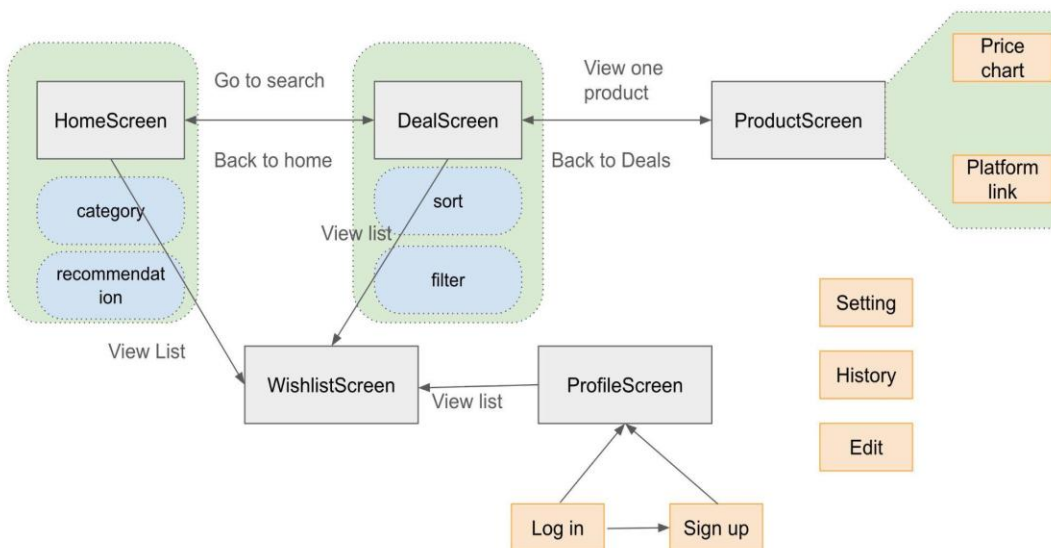 Price
chart
View one
product
Go to search
HomeScreen
DealScreen
ProductScreen
Back to home
Back to Deals
Platform
link
category
sort
View list
recommendat
ion
filter
Setting
View List
WishlistScreen
ProfileScreen
History
View list
Edit
Log in
Sign up